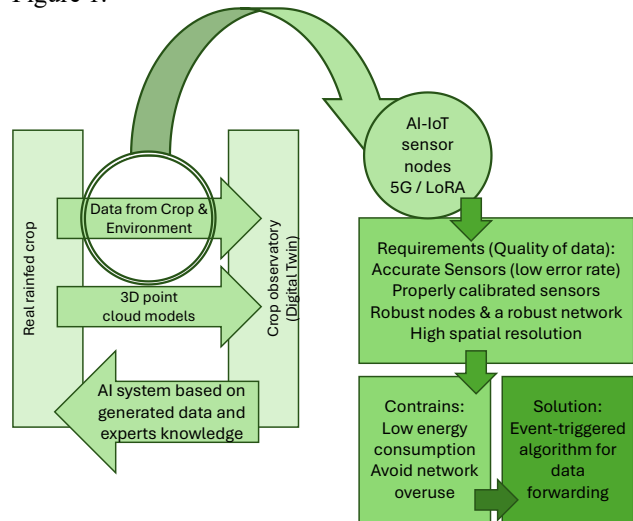 Figure 1.
Real rainfed crop
Data from Crop &
Environment
3D point
cloud models
AI system based on
generated data and
experts knowledge
Crop observatory
(Digital Twin)
AI-IoT
sensor
nodes
5G / LoRA
Requirements (Quality of data):
Accurate Sensors (low error rate)
Properly calibrated sensors
Robust nodes & a robust network
High spatial resolution
Contrains:
Low energy
consumption
Avoid network
overuse
Solution:
Event-triggered
algorithm for
data
forwarding